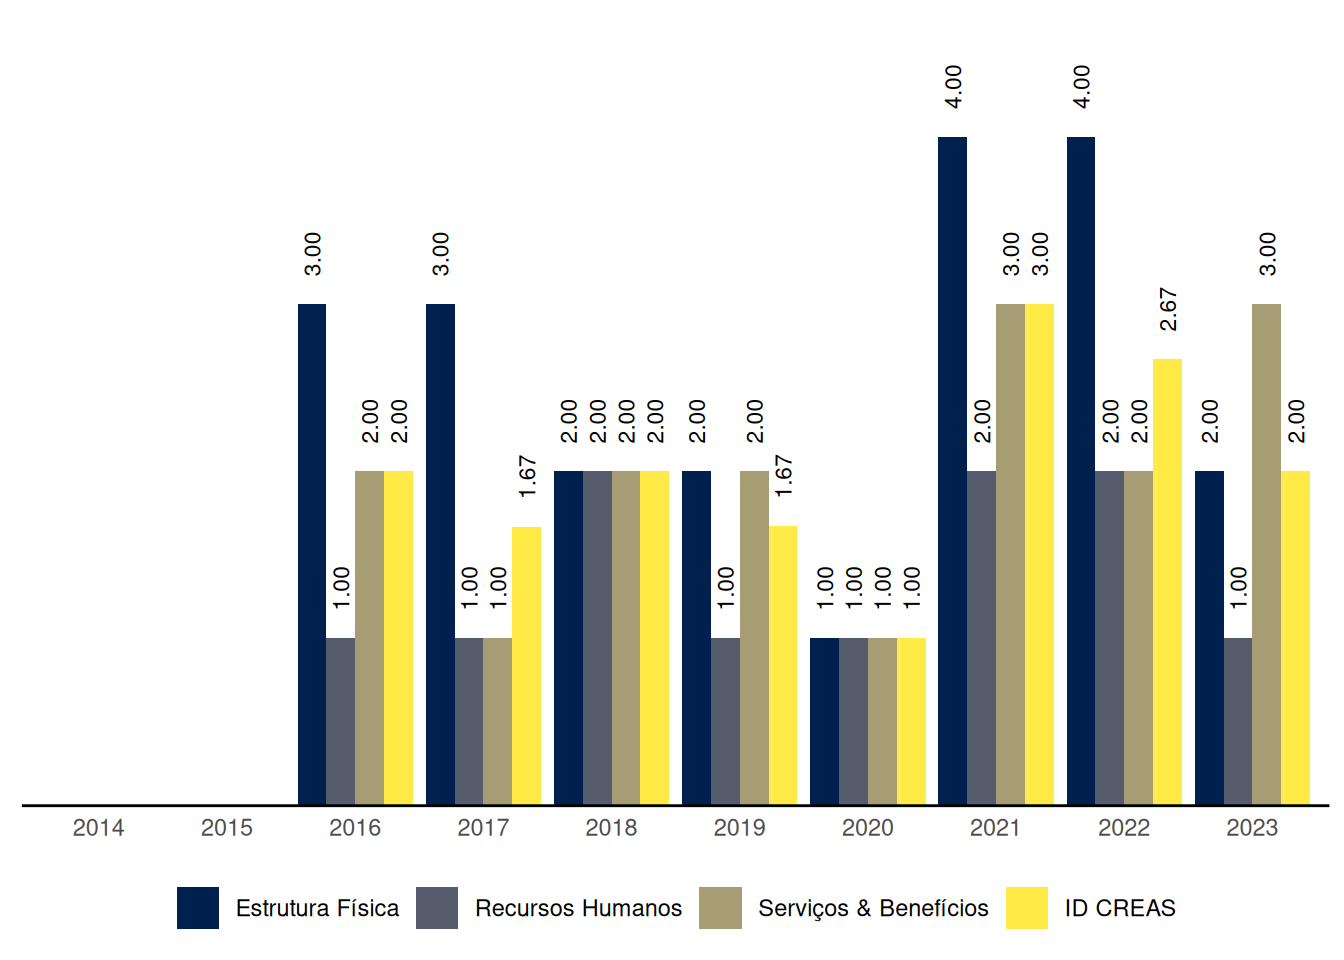 4.00 4.00
3.00 3.00 3.00 3.00 3.00
2.67
2.00 2.00 2.00 2.00 2.00 2.00 2.00 2.00 2.00 2.00 2.00 2.00 2.00
1.67 1.67
1.00 1.00 1.00 1.00 1.00 1.00 1.00 1.00 1.00
2014 2015 2016 2017 2018 2019 2020 2021 2022 2023
Estrutura Física Recursos Humanos Serviços & Benefícios ID CREAS